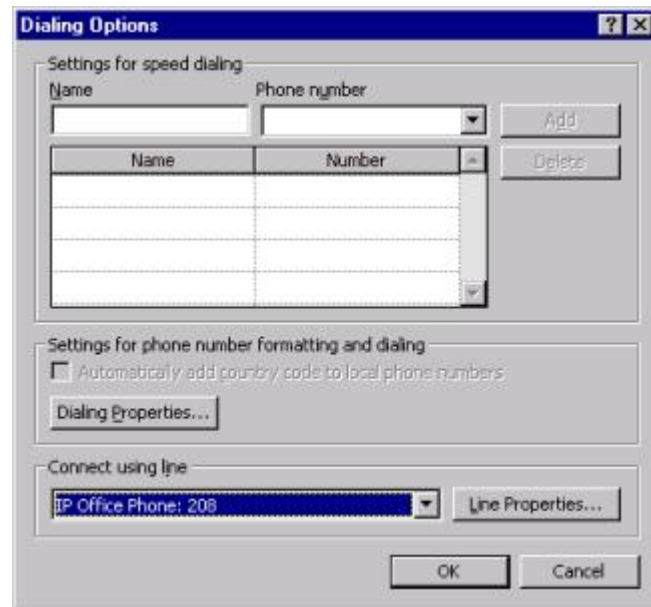 Dialing Options
Settings for speed dialing
Name Phone number
Add
Name Number
Delete
Settings for phone number formatting and dialing
Automatically add country code to local phone numbers
Dialing Properties...
Connect using line
IP Office Phone: 208 Line Properties...
OK Cancel